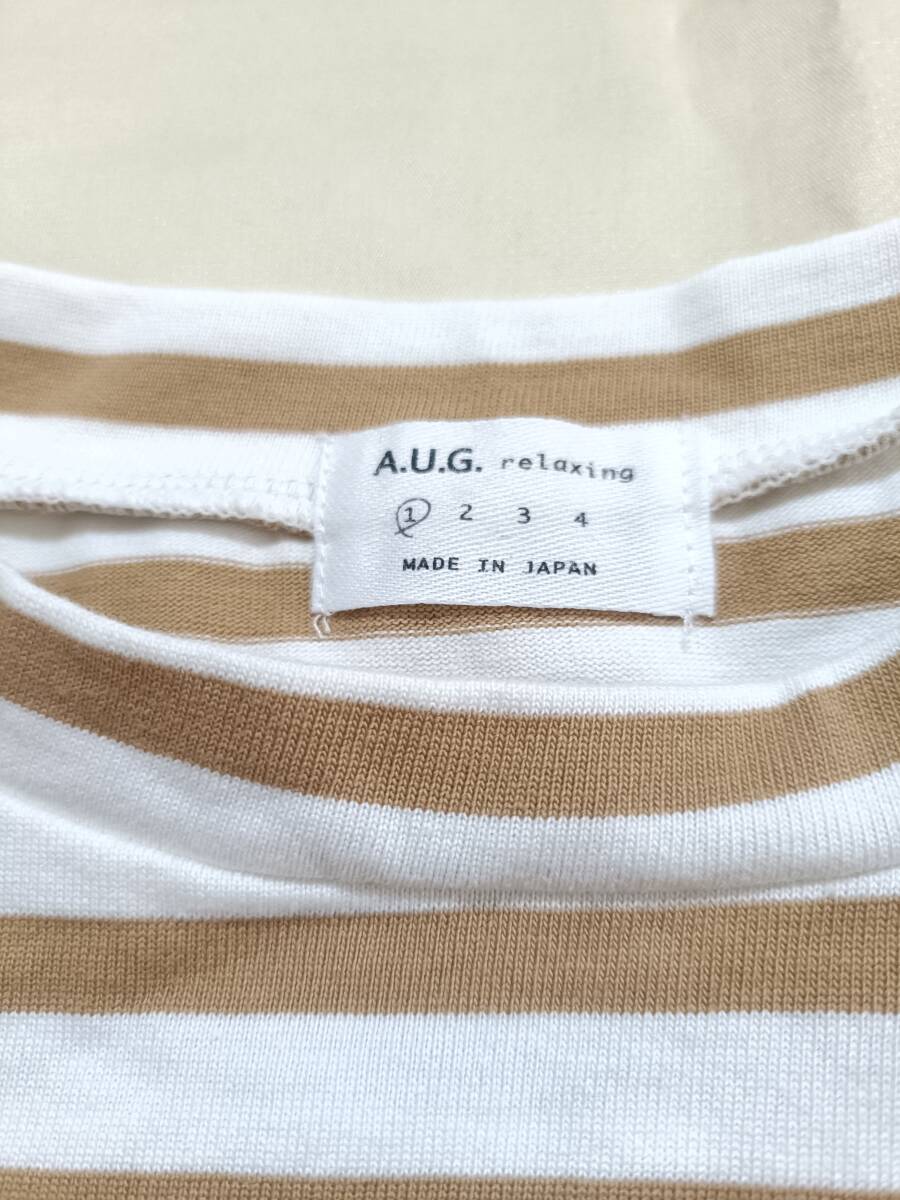 A.U.G. relaxing
1 2 3 4
MADE IN JAPAN